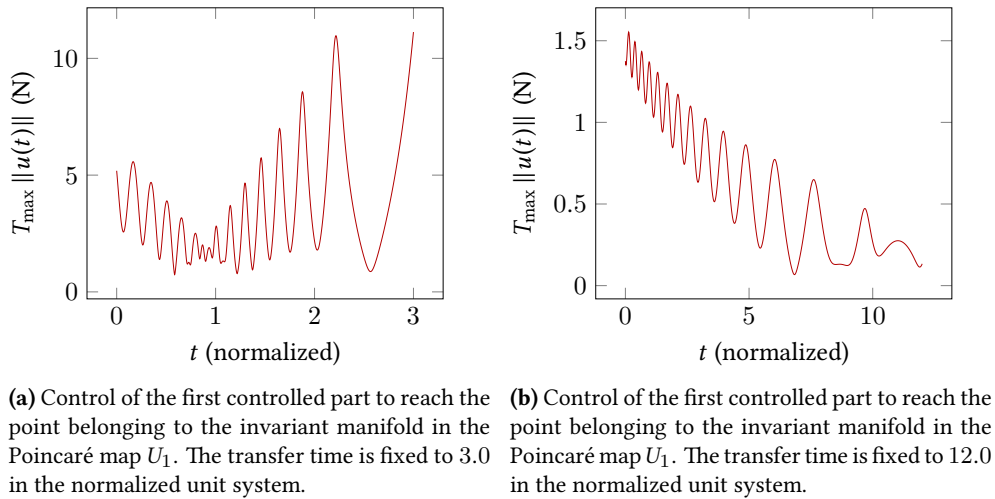 10
5
0
T_max ||u(t)|| (N)
0 1 2 3
t (normalized)
1.5
1
0.5
0
T_max ||u(t)|| (N)
0 5 10
t (normalized)
(a) Control of the first controlled part to reach the
point belonging to the invariant manifold in the
Poincaré map U₁. The transfer time is fixed to 3.0
in the normalized unit system.
(b) Control of the first controlled part to reach the
point belonging to the invariant manifold in the
Poincaré map U₁. The transfer time is fixed to 12.0
in the normalized unit system.